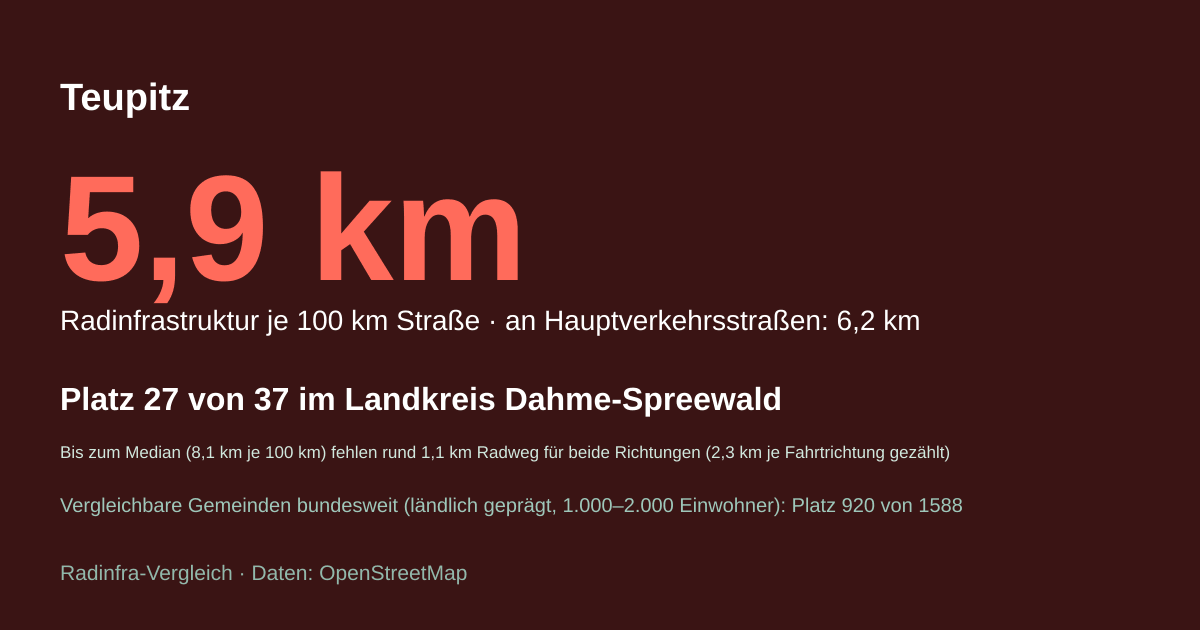 Teupitz
5,9 km
Radinfrastruktur je 100 km Straße · an Hauptverkehrsstraßen: 6,2 km
Platz 27 von 37 im Landkreis Dahme-Spreewald
Bis zum Median (8,1 km je 100 km) fehlen rund 1,1 km Radweg für beide Richtungen (2,3 km je Fahrtrichtung gezählt)
Vergleichbare Gemeinden bundesweit (ländlich geprägt, 1.000–2.000 Einwohner): Platz 920 von 1588
Radinfra-Vergleich · Daten: OpenStreetMap